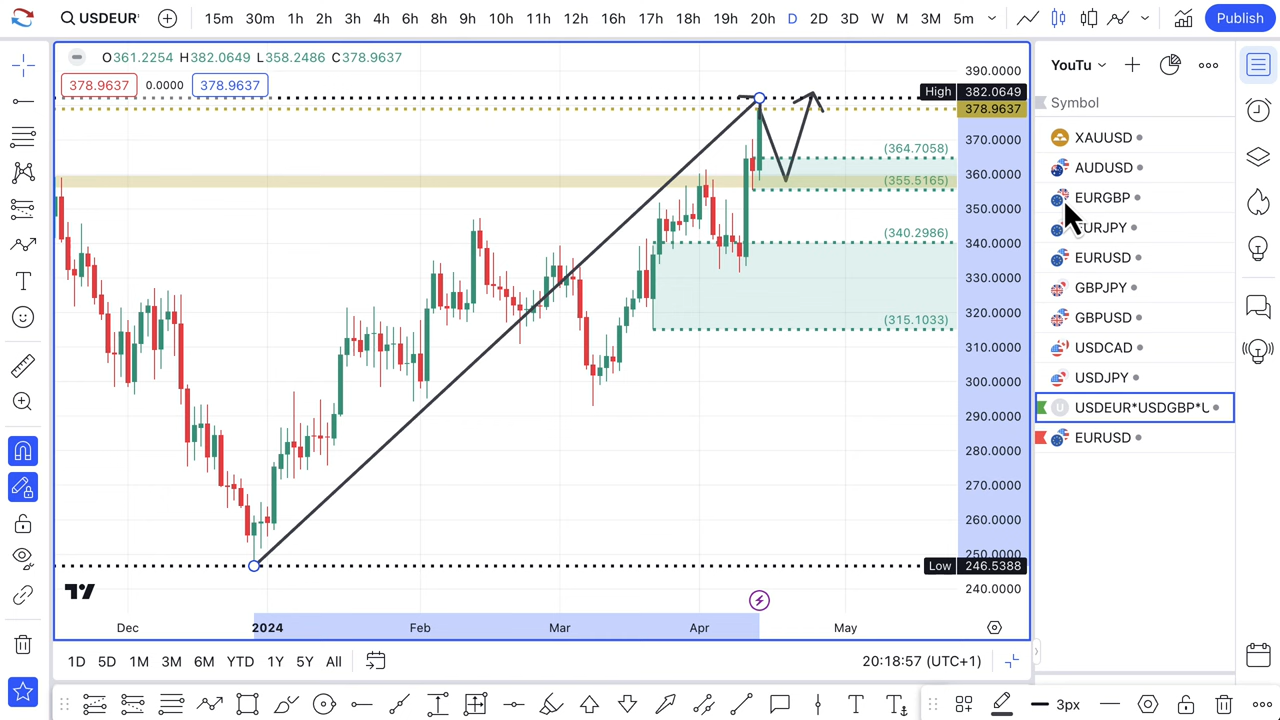 USDEUR*
15m 30m 1h 2h 3h 4h 6h 8h 9h 10h 11h 12h 16h 17h 18h 19h 20h D 2D 3D W M 3M 5m
Publish
O361.2254 H382.0649 L358.2486 C378.9637
378.9637 0.0000 378.9637
390.0000
High 382.0649
378.9637
370.0000
360.0000
350.0000
340.0000
330.0000
320.0000
310.0000
300.0000
290.0000
280.0000
270.0000
260.0000
250.0000
Low 246.5388
240.0000
(364.7058)
(355.5165)
(340.2986)
(315.1033)
Dec 2024 Feb Mar Apr May
1D 5D 1M 3M 6M YTD 1Y 5Y All
20:18:57 (UTC+1)
3px
YouTu
Symbol
XAUUSD
AUDUSD
EURGBP
EURJPY
EURUSD
GBPJPY
GBPUSD
USDCAD
USDJPY
USDEUR*USDGBP*U
EURUSD